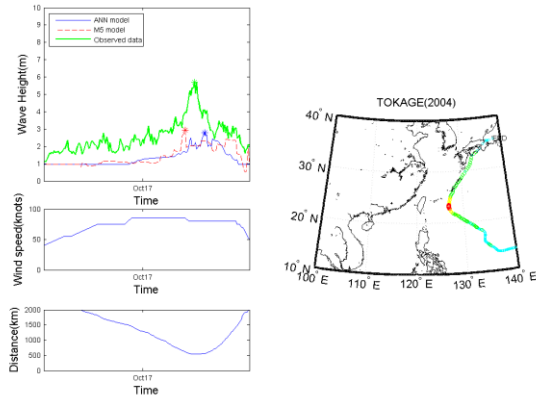 ANN model
M5 model
Observed data
10
9
8
7
6
5
4
3
2
1
0
Wave Height(m)
Oct17
Time
100
50
0
Wind speed(knots)
Oct17
Time
2000
1500
1000
500
0
Distance(km)
Oct17
Time
TOKAGE(2004)
40° N
30° N
20° N
10° N
100° E
110° E
120° E
130° E
140° E